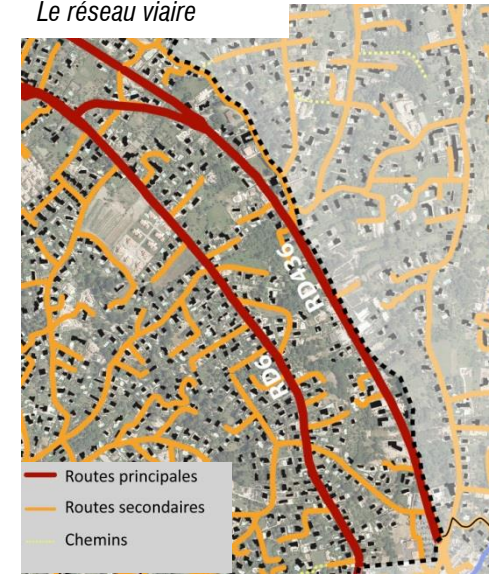 Le réseau viaire
RD436
RD6
Routes principales
Routes secondaires
Chemins